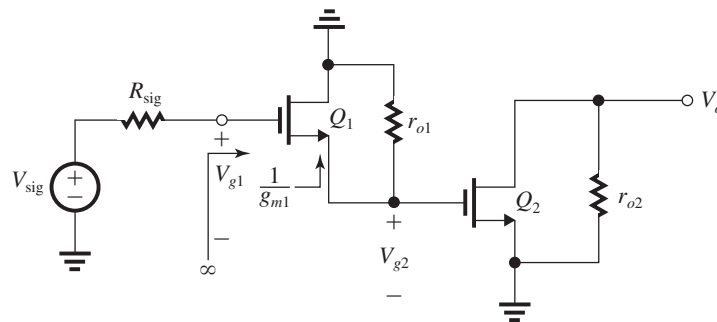 R_sig
Q_1
r_o1
V_o
V_sig
+
−
+
V_g1
−
∞
1/g_m1
+
V_g2
−
Q_2
r_o2